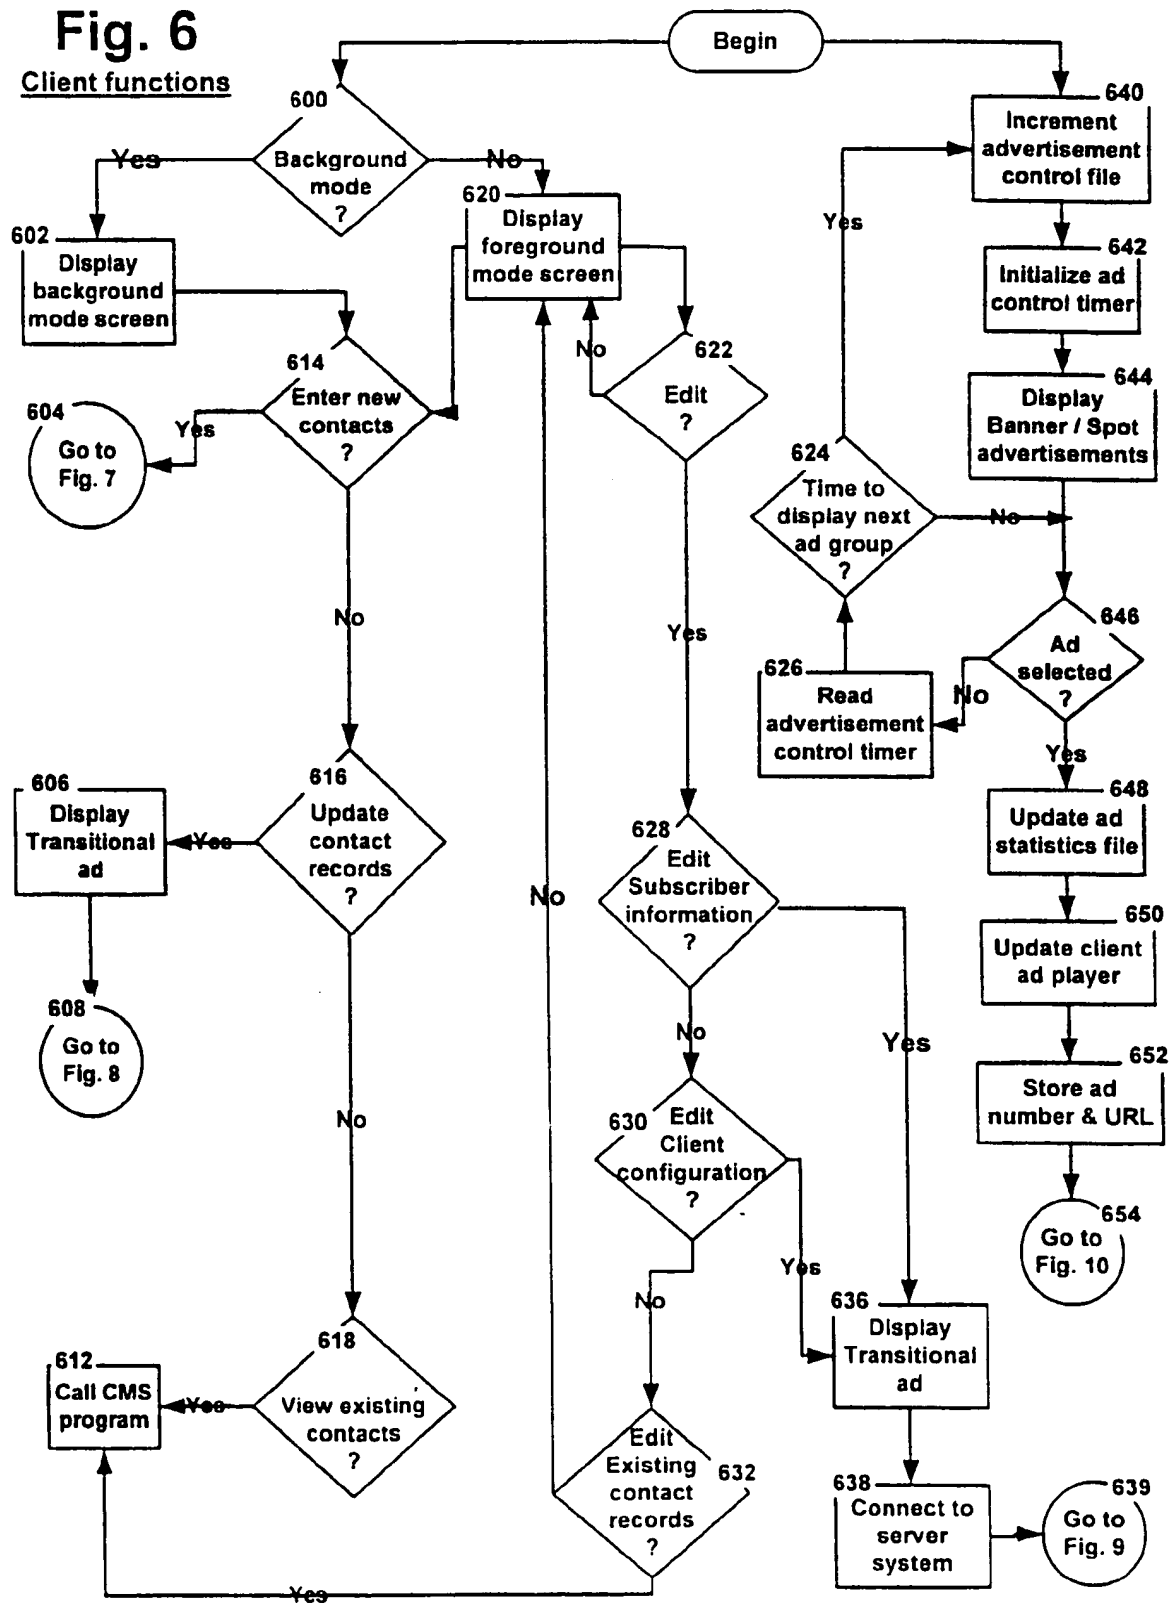 Fig. 6
Client functions
Begin
600
Background
mode
?
Yes
No
602
Display
background
mode screen
620
Display
foreground
mode screen
614
Enter new
contacts
?
Yes
604
Go to
Fig. 7
No
622
Edit
?
No
Yes
640
Increment
advertisement
control file
642
Initialize ad
control timer
644
Display
Banner / Spot
advertisements
Yes
624
Time to
display next
ad group
?
No
646
Ad
selected
?
No
626
Read
advertisement
control timer
Yes
648
Update ad
statistics file
650
Update client
ad player
652
Store ad
number & URL
654
Go to
Fig. 10
616
Update
contact
records
?
Yes
606
Display
Transitional
ad
608
Go to
Fig. 8
No
618
View existing
contacts
?
Yes
612
Call CMS
program
No
628
Edit
Subscriber
information
?
Yes
No
630
Edit
Client
configuration
?
Yes
No
636
Display
Transitional
ad
632
Edit
Existing
contact
records
?
Yes
638
Connect to
server
system
639
Go to
Fig. 9